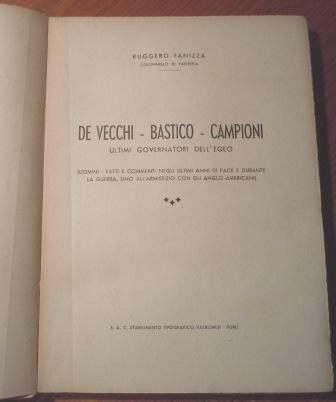 RUGGERO FANIZZA
COLONNELLO DI FANTERIA
DE VECCHI - BASTICO - CAMPIONI
ULTIMI GOVERNATORI DELL'EGEO
(UOMINI - FATTI E COMMENTI NEGLI ULTIMI ANNI DI PACE E DURANTE
LA GUERRA, SINO ALL'ARMISTIZIO CON GLI ANGLO-AMERICANI)
S. A. C. STABILIMENTO TIPOGRAFICO VALBONESI - FORLÌ